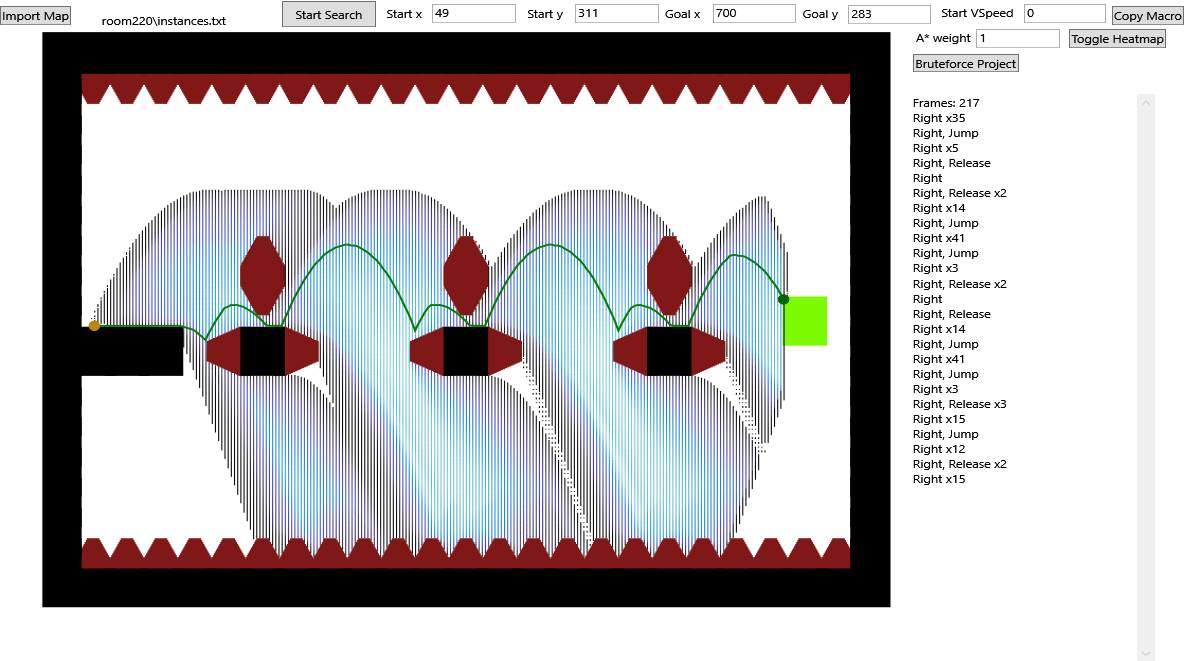 Import Map
room220\instances.txt
Start Search
Start x 49
Start y 311
Goal x 700
Goal y 283
Start VSpeed 0
Copy Macro
A* weight 1
Toggle Heatmap
Bruteforce Project
Frames: 217
Right x35
Right, Jump
Right x5
Right, Release
Right
Right, Release x2
Right x14
Right, Jump
Right x41
Right, Jump
Right x3
Right, Release x2
Right
Right, Release
Right x14
Right, Jump
Right x41
Right, Jump
Right x3
Right, Release x3
Right x15
Right, Jump
Right x12
Right, Release x2
Right x15